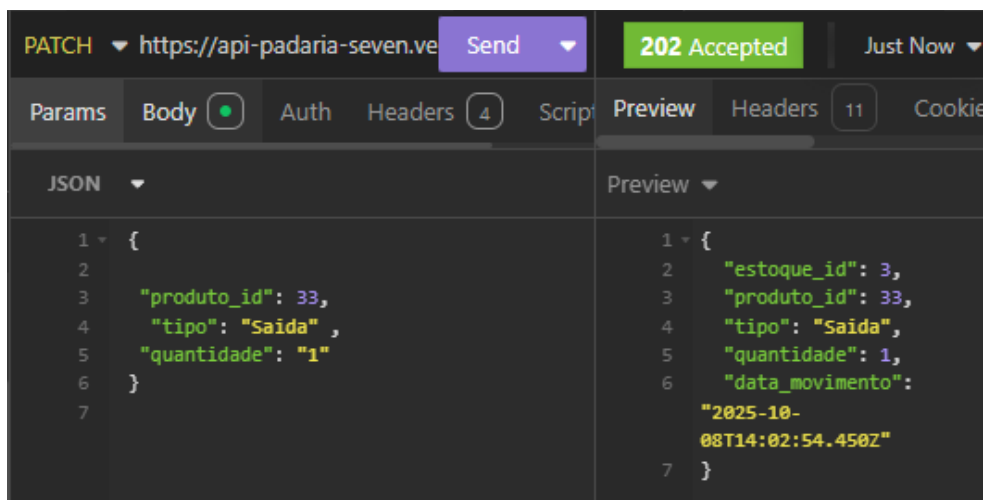 PATCH https://api-padaria-seven.ve Send 202 Accepted Just Now
Params Body Auth Headers 4 Script Preview Headers 11 Cookie
JSON Preview
1 {
2
3 "produto_id": 33,
4 "tipo": "Saida" ,
5 "quantidade": "1"
6 }
7
1 {
2 "estoque_id": 3,
3 "produto_id": 33,
4 "tipo": "Saida",
5 "quantidade": 1,
6 "data_movimento":
"2025-10-
08T14:02:54.450Z"
7 }